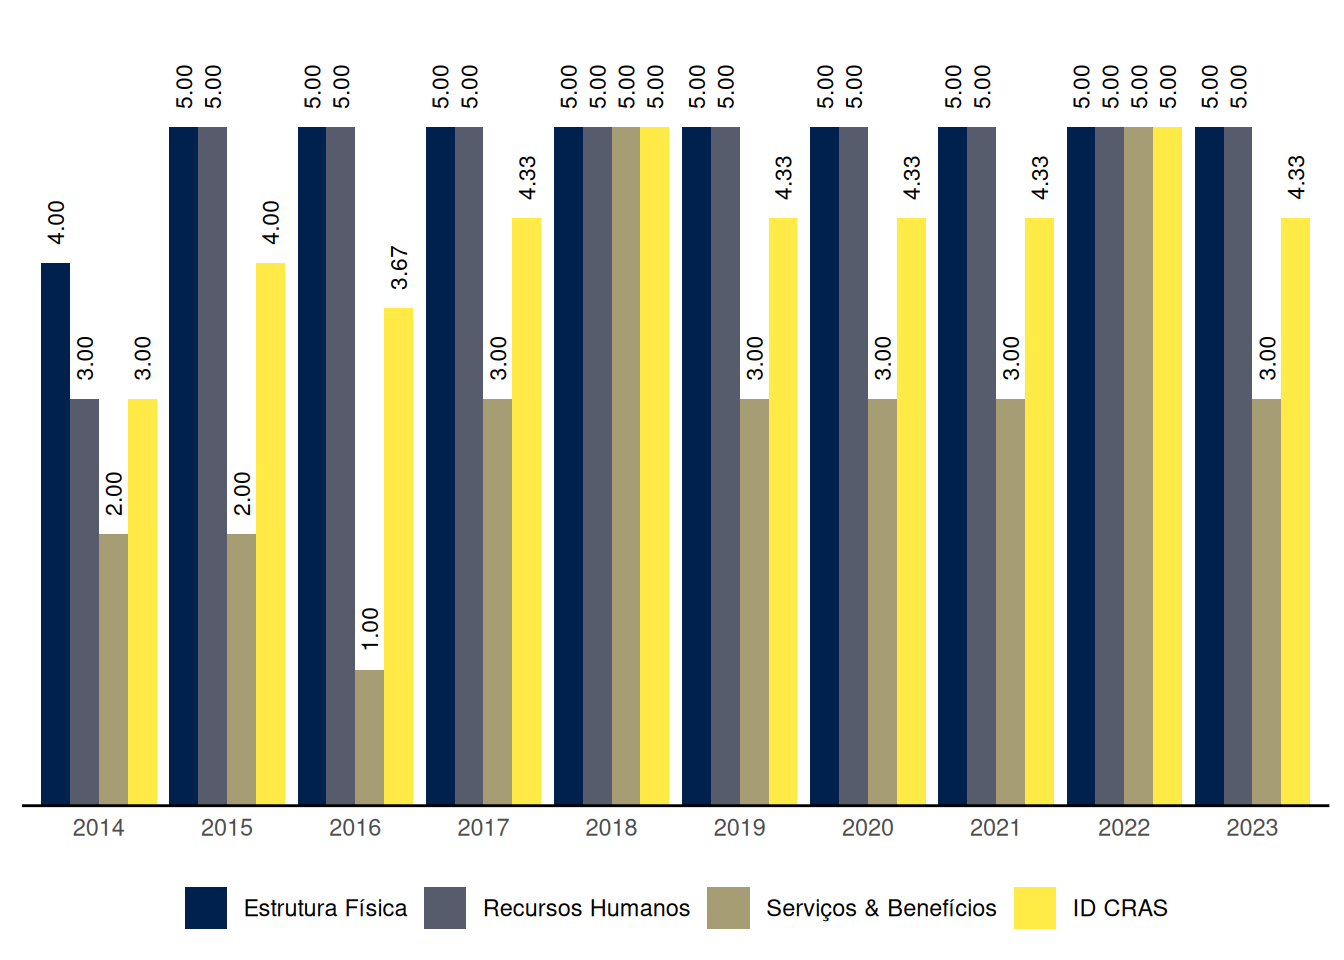 5.00 5.00 5.00 5.00 5.00 5.00 5.00 5.00 5.00 5.00 5.00 5.00 5.00 5.00 5.00 5.00 5.00 5.00 5.00 5.00 5.00 5.00
4.33 4.33 4.33 4.33 4.33
4.00 4.00
3.67
3.00 3.00 3.00 3.00 3.00 3.00 3.00
2.00 2.00
1.00
2014 2015 2016 2017 2018 2019 2020 2021 2022 2023
Estrutura Física Recursos Humanos Serviços & Benefícios ID CRAS